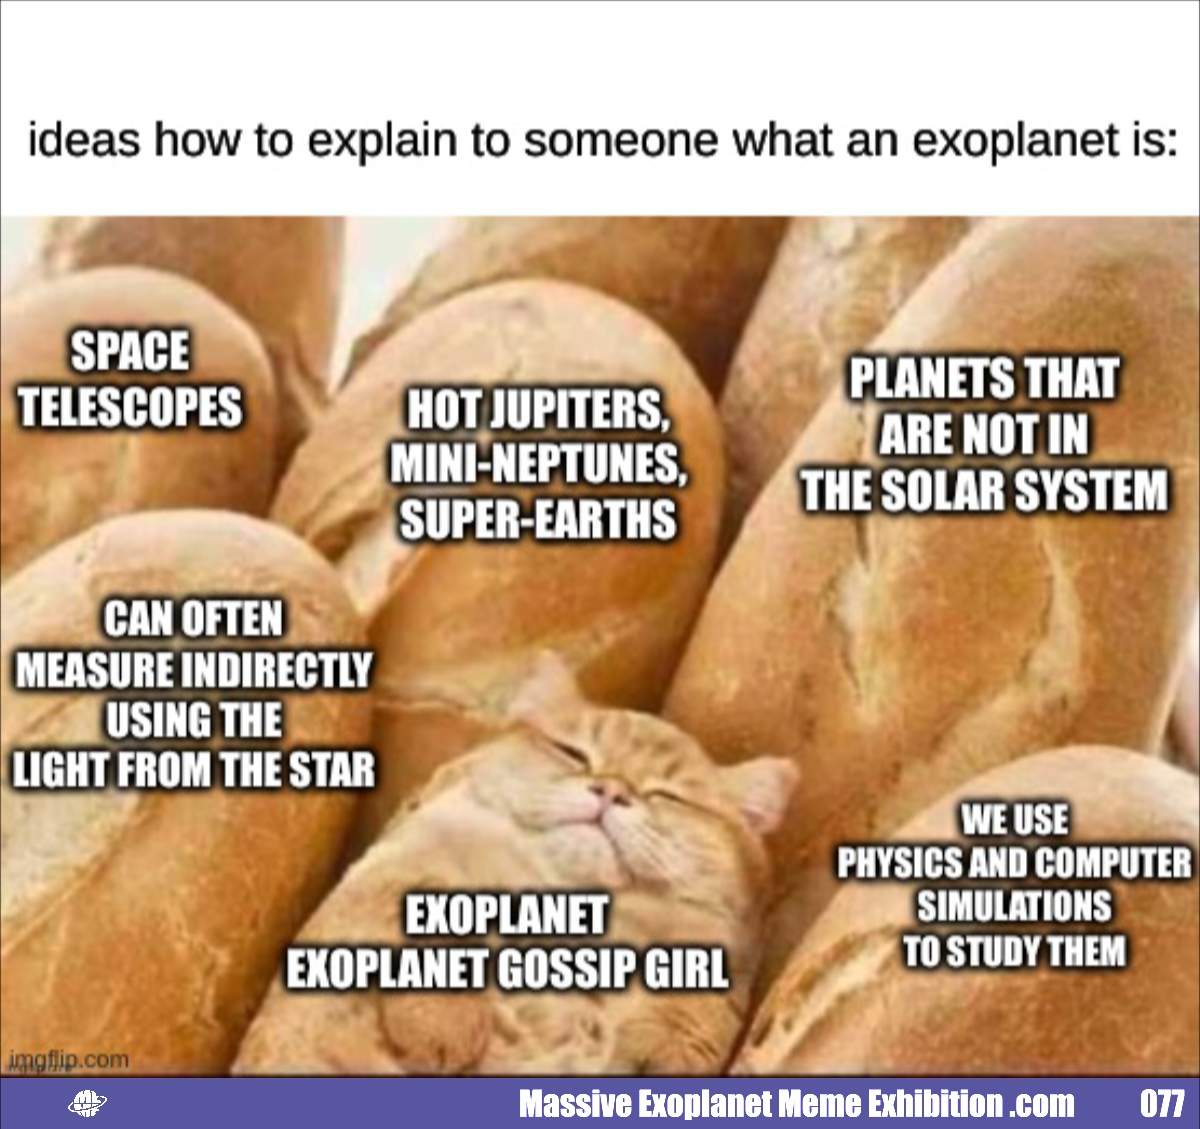 ideas how to explain to someone what an exoplanet is:
SPACE
TELESCOPES
HOT JUPITERS,
MINI-NEPTUNES,
SUPER-EARTHS
PLANETS THAT
ARE NOT IN
THE SOLAR SYSTEM
CAN OFTEN
MEASURE INDIRECTLY
USING THE
LIGHT FROM THE STAR
EXOPLANET
EXOPLANET GOSSIP GIRL
WE USE
PHYSICS AND COMPUTER
SIMULATIONS
TO STUDY THEM
imgflip.com
Massive Exoplanet Meme Exhibition .com 077